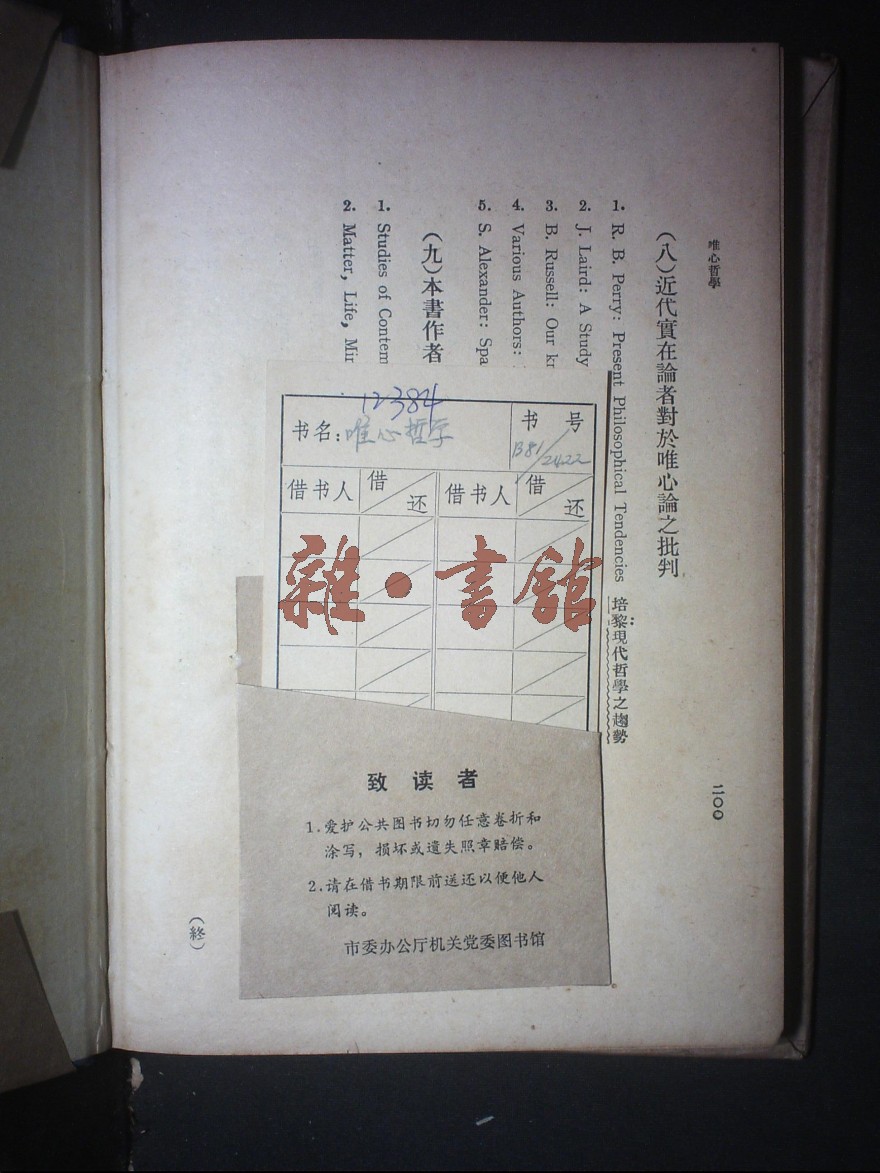 唯心哲學
二〇〇
(八)近代實在論者對於唯心論之批判
1. R. B. Perry: Present Philosophical Tendencies 培黎:現代哲學之趨勢
2. J. Laird: A Study
3. B. Russell: Our
4. Various Authors:
5. S. Alexander:
(九)本書作者
1. Studies of
2. Matter, Life,
(終)
12384
书名:唯心哲学
书号
B81/2422
借书人 借 还 借书人 借 还
雜·書館
致读者
1.爱护公共图书切勿任意卷折和
涂写,损坏或遗失照章赔偿。
2.请在借书期限前送还以便他人
阅读。
市委办公厅机关党委图书馆